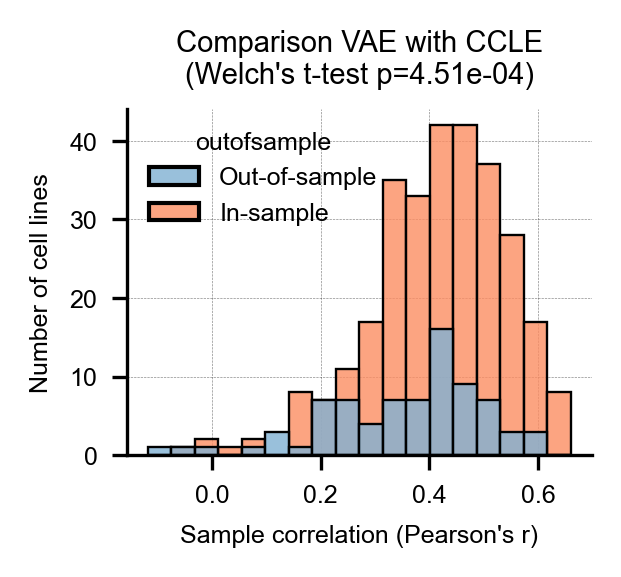 Comparison VAE with CCLE
(Welch's t-test p=4.51e-04)
outofsample
Out-of-sample
In-sample
40
30
20
10
0
Number of cell lines
0.0 0.2 0.4 0.6
Sample correlation (Pearson's r)